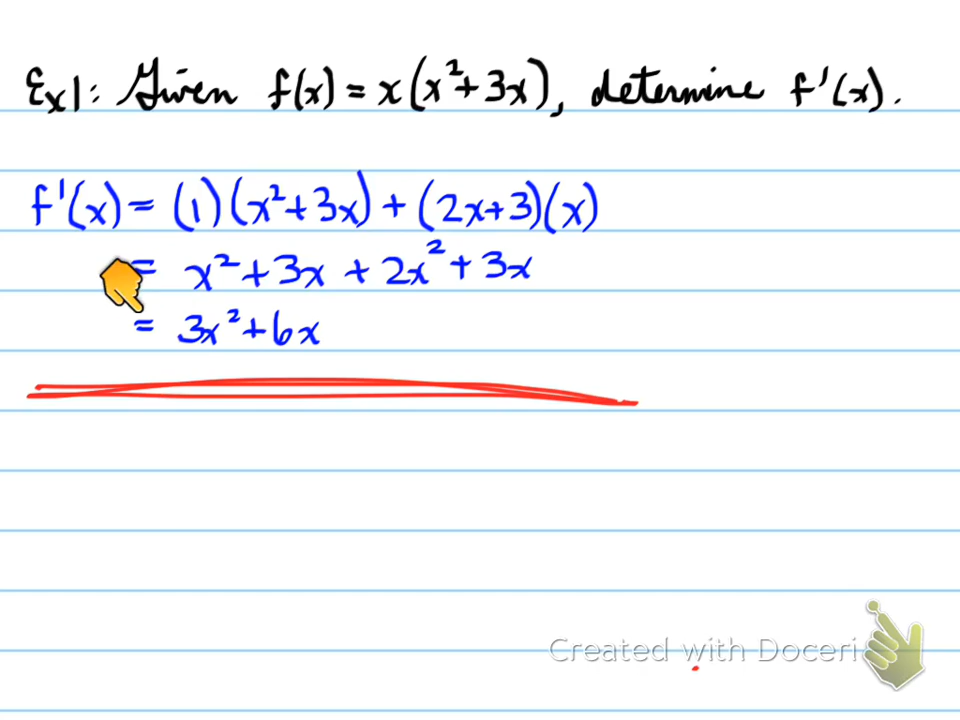 Ex1: Given f(x) = x(x²+3x), determine f'(x).
f'(x) = (1)(x²+3x) + (2x+3)(x)
= x² + 3x + 2x² + 3x
= 3x² + 6x
Created with Doceri